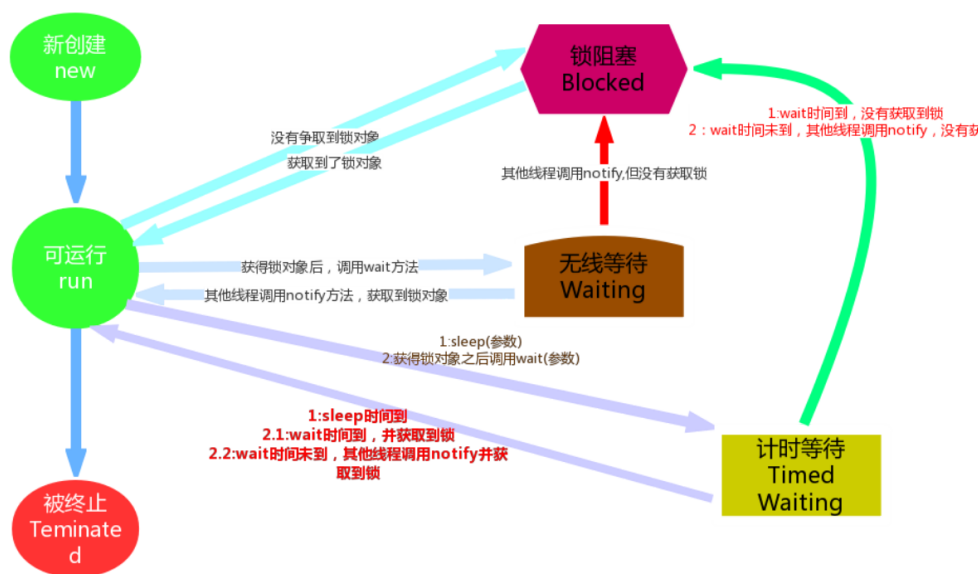 新创建
new
锁阻塞
Blocked
1:wait时间到，没有获取到锁
2：wait时间未到，其他线程调用notify，没有获
没有争取到锁对象
获取到了锁对象
其他线程调用notify,但没有获取锁
可运行
run
获得锁对象后，调用wait方法
其他线程调用notify方法，获取到锁对象
无线等待
Waiting
1:sleep(参数)
2:获得锁对象之后调用wait(参数)
1:sleep时间到
2.1:wait时间到，并获取到锁
2.2:wait时间未到，其他线程调用notify并获
取到锁
计时等待
Timed
Waiting
被终止
Teminate
d